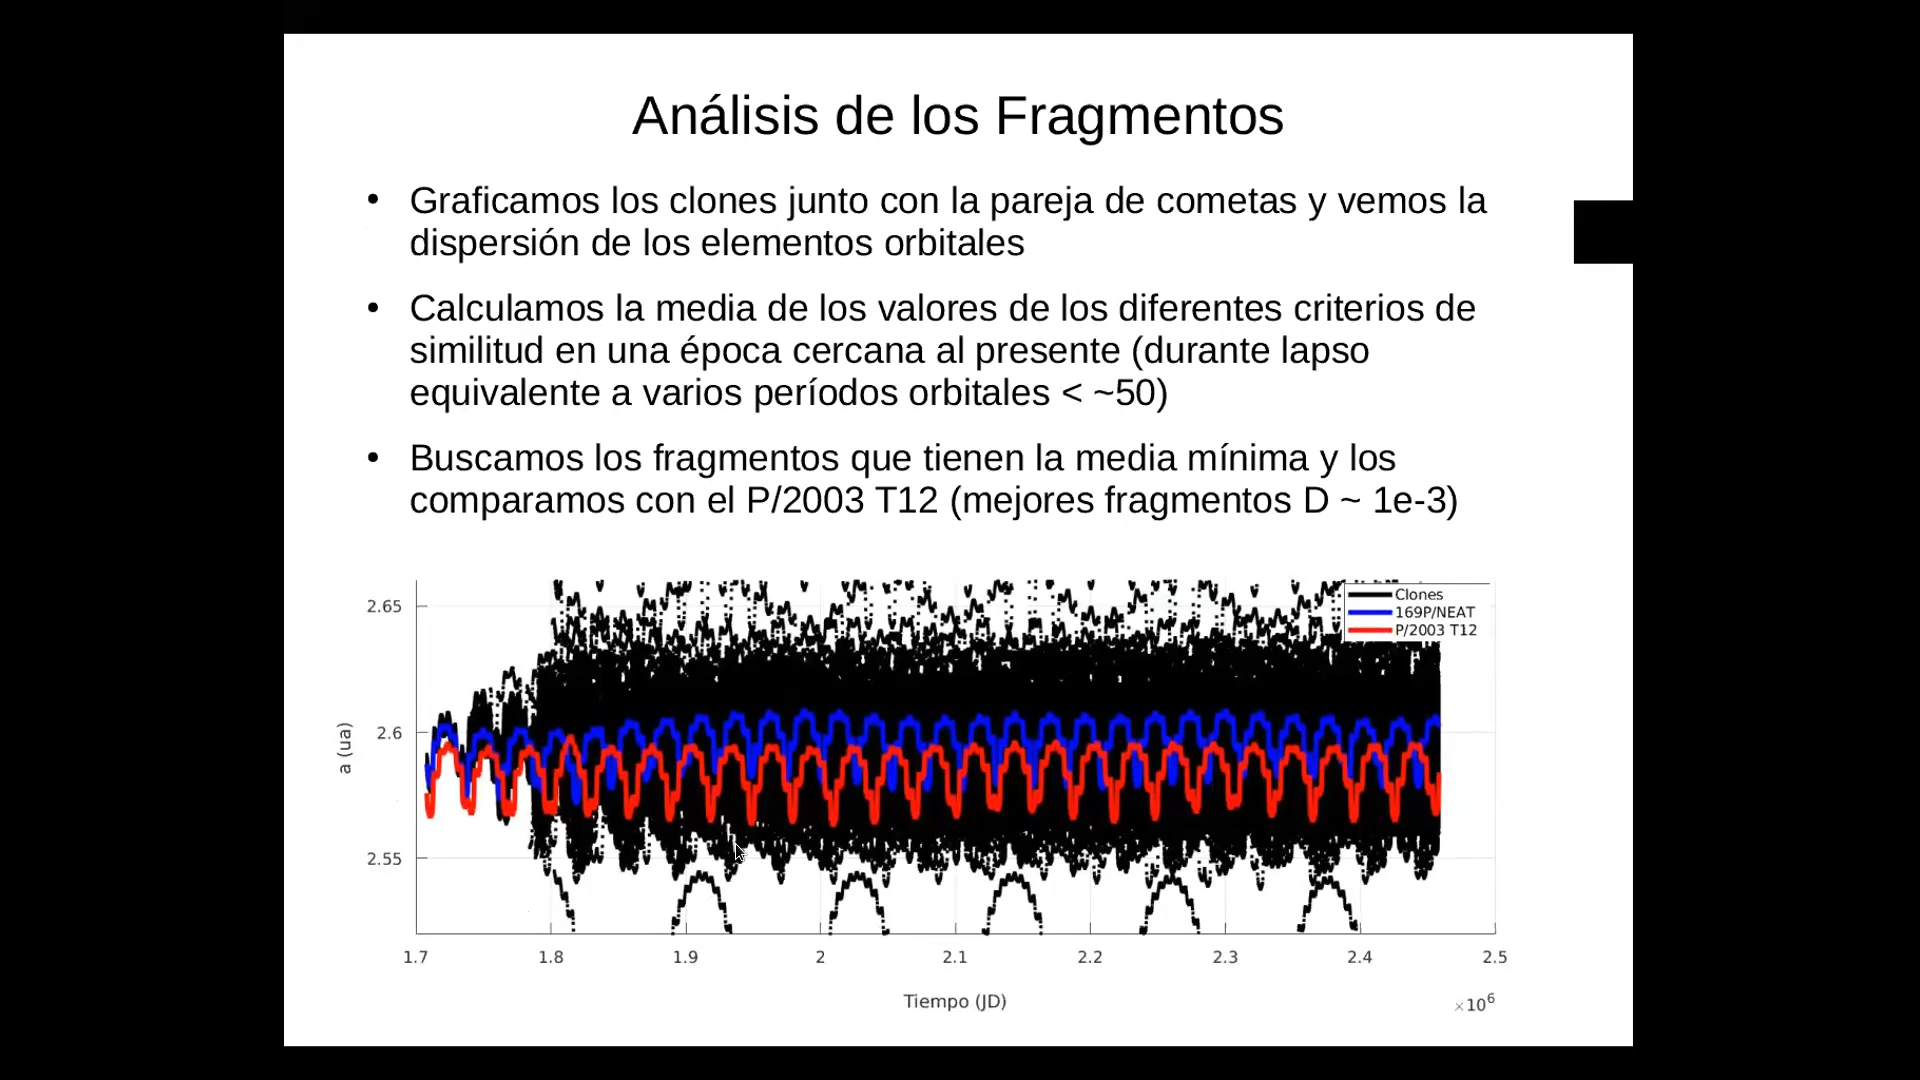 Análisis de los Fragmentos
• Graficamos los clones junto con la pareja de cometas y vemos la
dispersión de los elementos orbitales
• Calculamos la media de los valores de los diferentes criterios de
similitud en una época cercana al presente (durante lapso
equivalente a varios períodos orbitales < ~50)
• Buscamos los fragmentos que tienen la media mínima y los
comparamos con el P/2003 T12 (mejores fragmentos D ~ 1e-3)
Clones
169P/NEAT
P/2003 T12
2.65
2.6
2.55
a (ua)
1.7 1.8 1.9 2 2.1 2.2 2.3 2.4 2.5
Tiempo (JD)
×10⁶